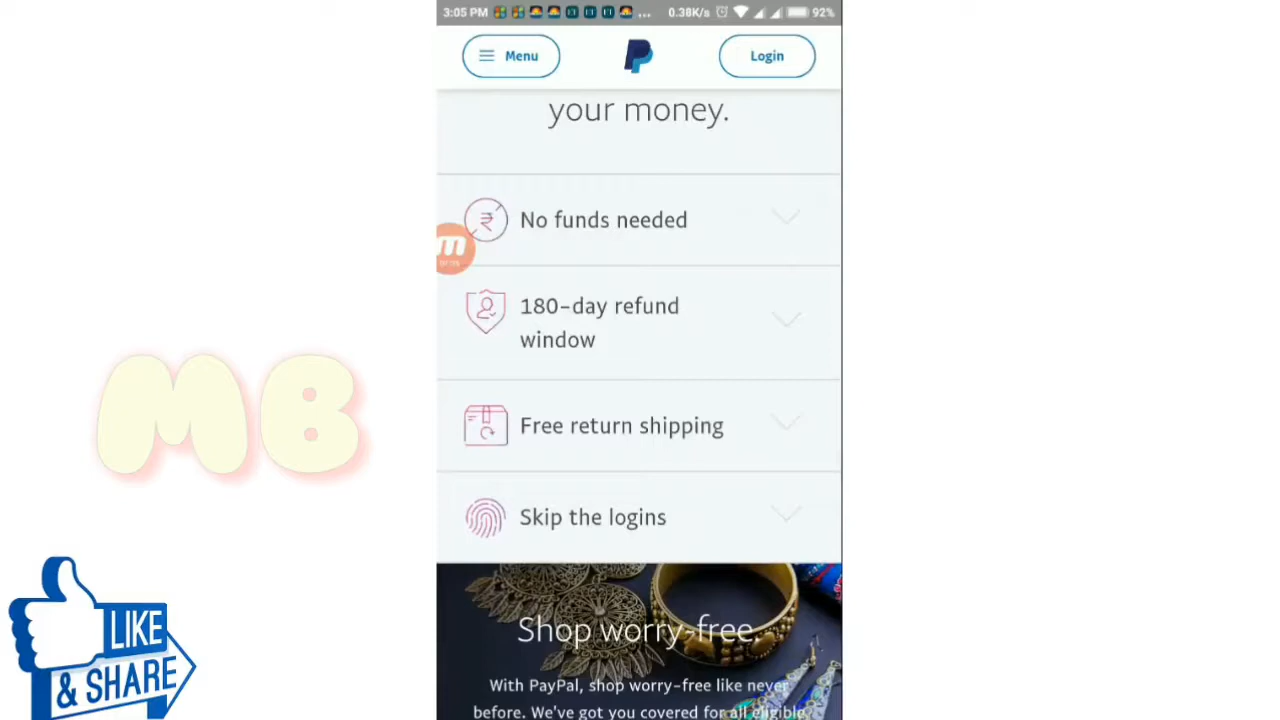 3:05 PM
...
0.38K/s
92%
Menu
Login
your money.
No funds needed
180-day refund
window
Free return shipping
Skip the logins
Shop worry-free.
With PayPal, shop worry-free like never
before. We've got you covered for all eligible
MB
LIKE
& SHARE